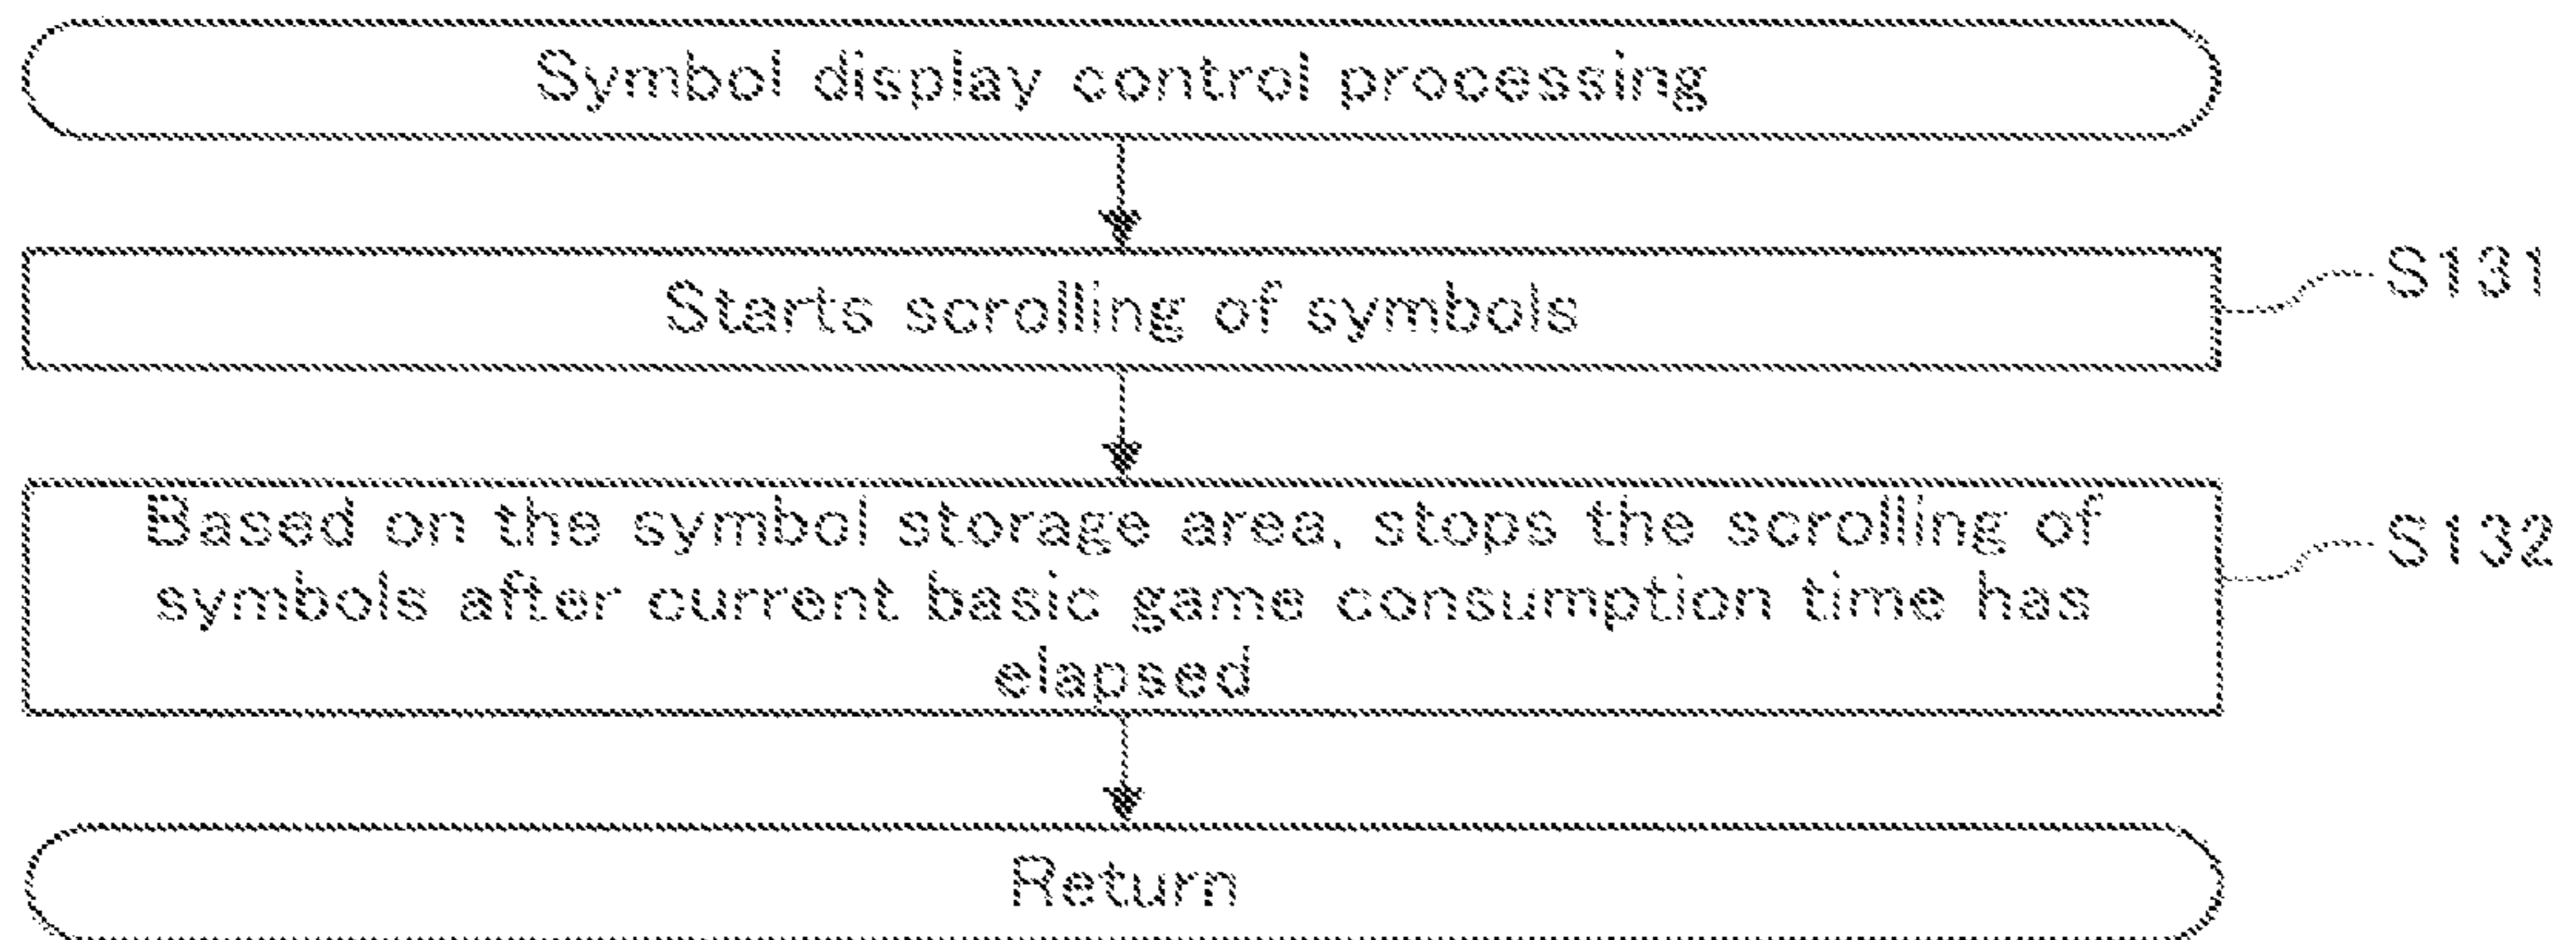 Symbol display control processing
Starts scrolling of symbols
S131
Based on the symbol storage area, stops the scrolling of
symbols after current basic game consumption time has
elapsed
S132
Return